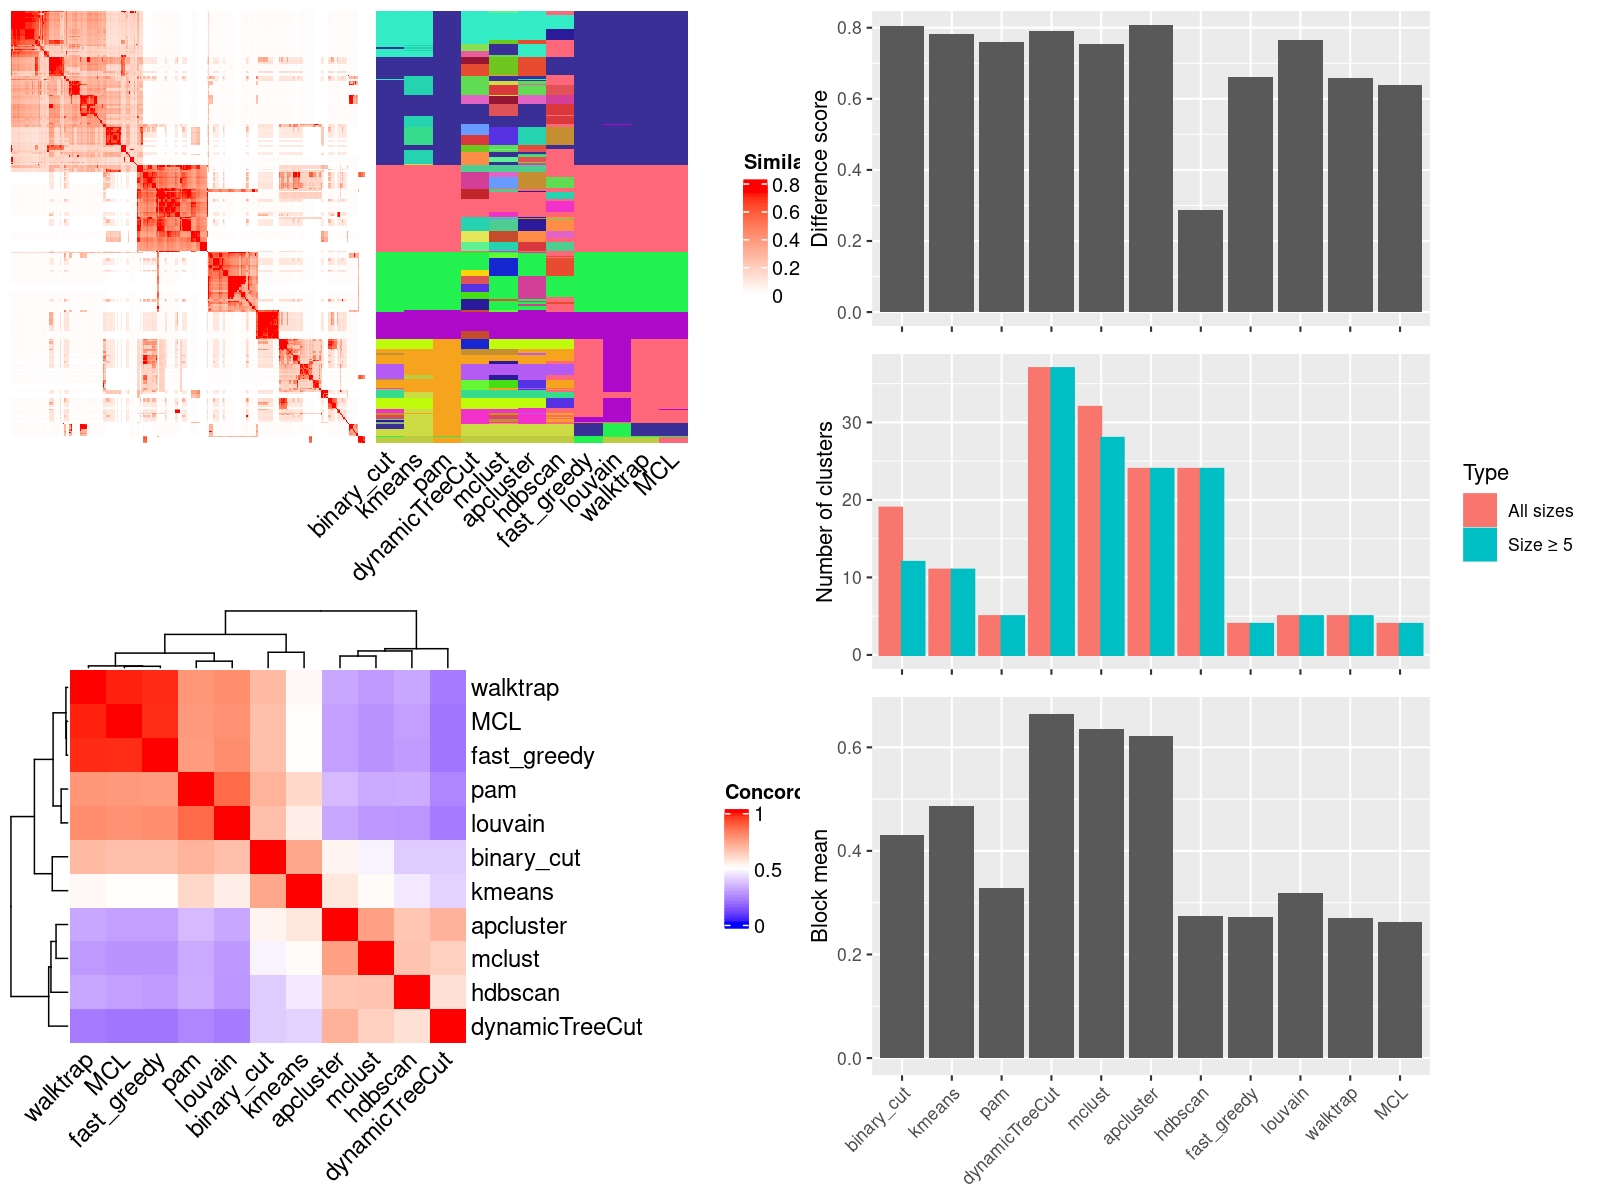 binary_cut
kmeans
pam
dynamicTreeCut
mclust
apcluster
hdbscan
fast_greedy
louvain
walktrap
MCL
Simila
0.8
0.6
0.4
0.2
0
walktrap
MCL
fast_greedy
pam
louvain
binary_cut
kmeans
apcluster
mclust
hdbscan
dynamicTreeCut
walktrap
MCL
fast_greedy
pam
louvain
binary_cut
kmeans
apcluster
mclust
hdbscan
dynamicTreeCut
Concord
1
0.5
0
Difference score
0.8
0.6
0.4
0.2
0.0
Number of clusters
30
20
10
0
Type
All sizes
Size ≥ 5
Block mean
0.6
0.4
0.2
0.0
binary_cut
kmeans
pam
dynamicTreeCut
mclust
apcluster
hdbscan
fast_greedy
louvain
walktrap
MCL